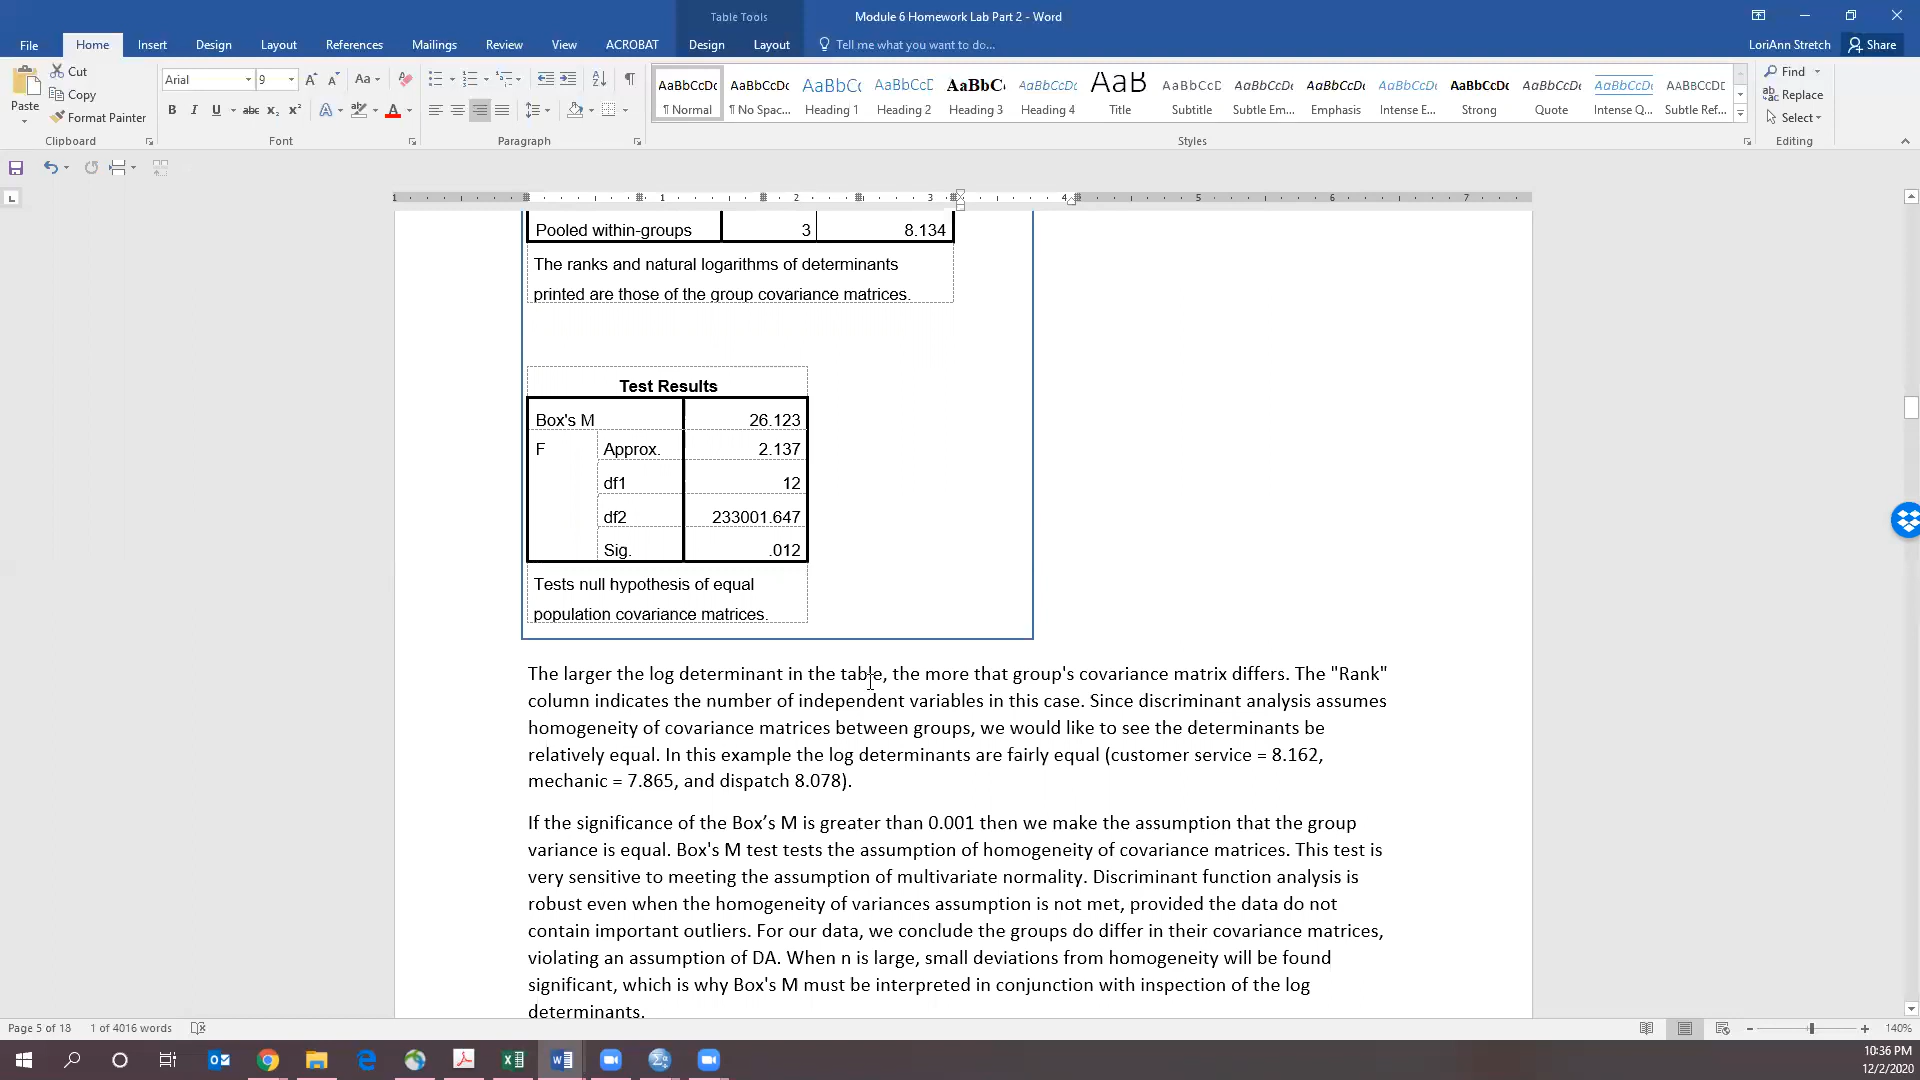 Table Tools
Module 6 Homework Lab Part 2 - Word
File Home Insert Design Layout References Mailings Review View ACROBAT Design Layout Tell me what you want to do... LoriAnn Stretch Share
Paste
Cut
Copy
Format Painter
Arial 9
AaBbCcDc AaBbCcDc AaBbCc AaBbCcD AaBbC AaBbCcDc AaB AaBbCcD AaBbCcDc AaBbCcDc AaBbCcDc AaBbCcDc AaBbCcDc AaBbCcDc AaBbCcDc
¶ Normal ¶ No Spac... Heading 1 Heading 2 Heading 3 Heading 4 Title Subtitle Subtle Em... Emphasis Intense E... Strong Quote Intense Q... Subtle Ref...
Find
Replace
Select
Clipboard Font Paragraph Styles Editing
1 1 2 3 4 5 6 7
Pooled within-groups 3 8.134
The ranks and natural logarithms of determinants
printed are those of the group covariance matrices.
Test Results
Box's M 26.123
F Approx. 2.137
df1 12
df2 233001.647
Sig. .012
Tests null hypothesis of equal
population covariance matrices.
The larger the log determinant in the table, the more that group's covariance matrix differs. The "Rank"
column indicates the number of independent variables in this case. Since discriminant analysis assumes
homogeneity of covariance matrices between groups, we would like to see the determinants be
relatively equal. In this example the log determinants are fairly equal (customer service = 8.162,
mechanic = 7.865, and dispatch 8.078).
If the significance of the Box’s M is greater than 0.001 then we make the assumption that the group
variance is equal. Box's M test tests the assumption of homogeneity of covariance matrices. This test is
very sensitive to meeting the assumption of multivariate normality. Discriminant function analysis is
robust even when the homogeneity of variances assumption is not met, provided the data do not
contain important outliers. For our data, we conclude the groups do differ in their covariance matrices,
violating an assumption of DA. When n is large, small deviations from homogeneity will be found
significant, which is why Box's M must be interpreted in conjunction with inspection of the log
determinants.
Page 5 of 18 1 of 4016 words 140%
10:36 PM
12/2/2020